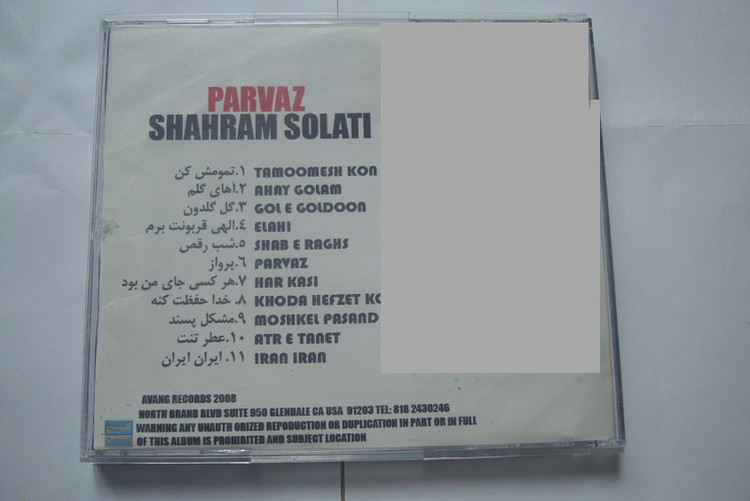 PARVAZ
SHAHRAM SOLATI
۱.تمومش کن TAMOOMESH KON
۲.آهای گلم AHAY GOLAM
۳.گل گلدون GOL E GOLDOON
۴.الهی قربونت برم ELAHI
۵.شب رقص SHAB E RAGHS
۶.پرواز PARVAZ
۷.هر کسی جای من بود HAR KASI
۸. خدا حفظت کنه KHODA HEFZET
۹.مشکل پسند MOSHKEL PASAND
۱۰.عطر تنت ATR E TANET
۱۱. ایران ایران IRAN IRAN
AVANG RECORDS 2008
NORTH BRAND BLVD SUITE 950 GLENDALE CA USA 91203 TEL: 818 2430246
WARNING ANY UNAUTH ORIZED REPODUCTION OR DUPLICATION IN PART OR IN FULL
OF THIS ALBUM IS PROHIBITED AND SUBJECT LOCATION